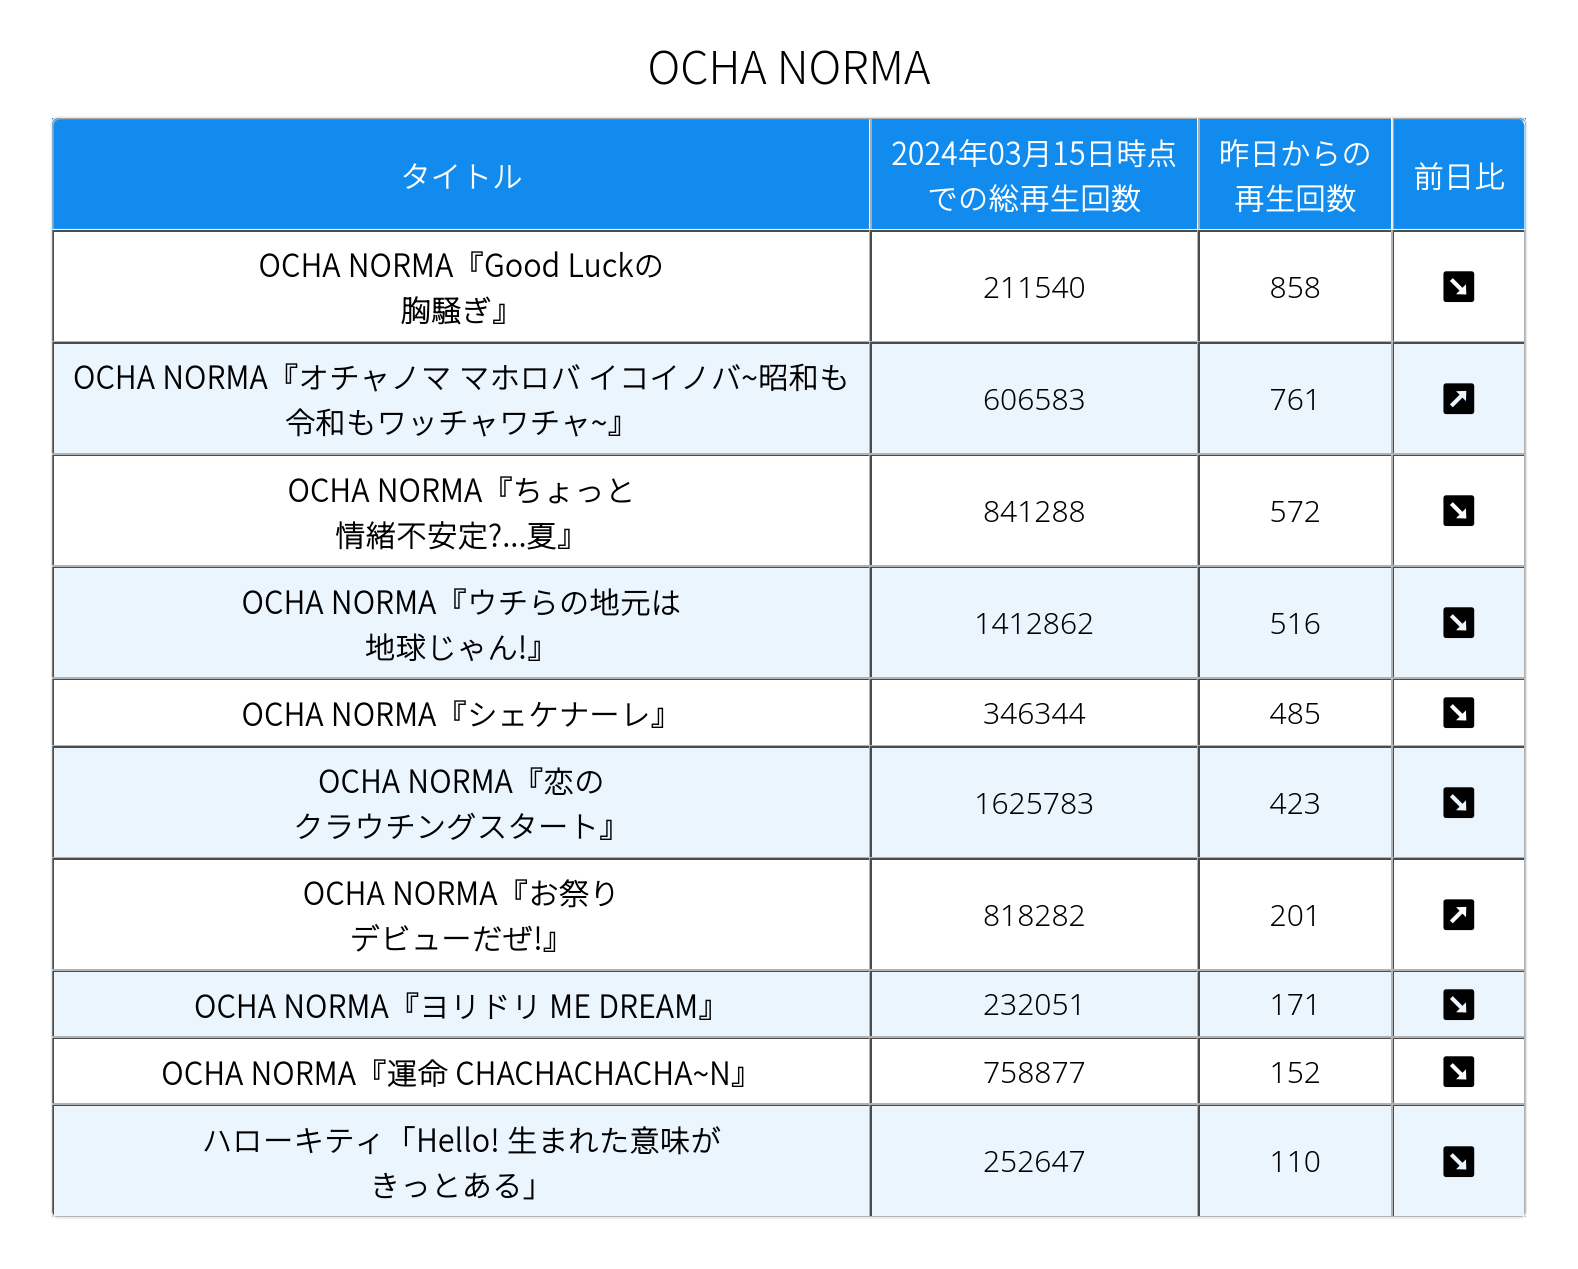 OCHA NORMA
タイトル
2024年03月15日時点
での総再生回数
昨日からの
再生回数
前日比
OCHA NORMA『Good Luckの
胸騒ぎ』
211540
858
OCHA NORMA『オチャノマ マホロバ イコイノバ~昭和も
令和もワッチャワチャ~』
606583
761
OCHA NORMA『ちょっと
情緒不安定?...夏』
841288
572
OCHA NORMA『ウチらの地元は
地球じゃん!』
1412862
516
OCHA NORMA『シェケナーレ』
346344
485
OCHA NORMA『恋の
クラウチングスタート』
1625783
423
OCHA NORMA『お祭り
デビューだぜ!』
818282
201
OCHA NORMA『ヨリドリ ME DREAM』
232051
171
OCHA NORMA『運命 CHACHACHACHA~N』
758877
152
ハローキティ「Hello! 生まれた意味が
きっとある」
252647
110